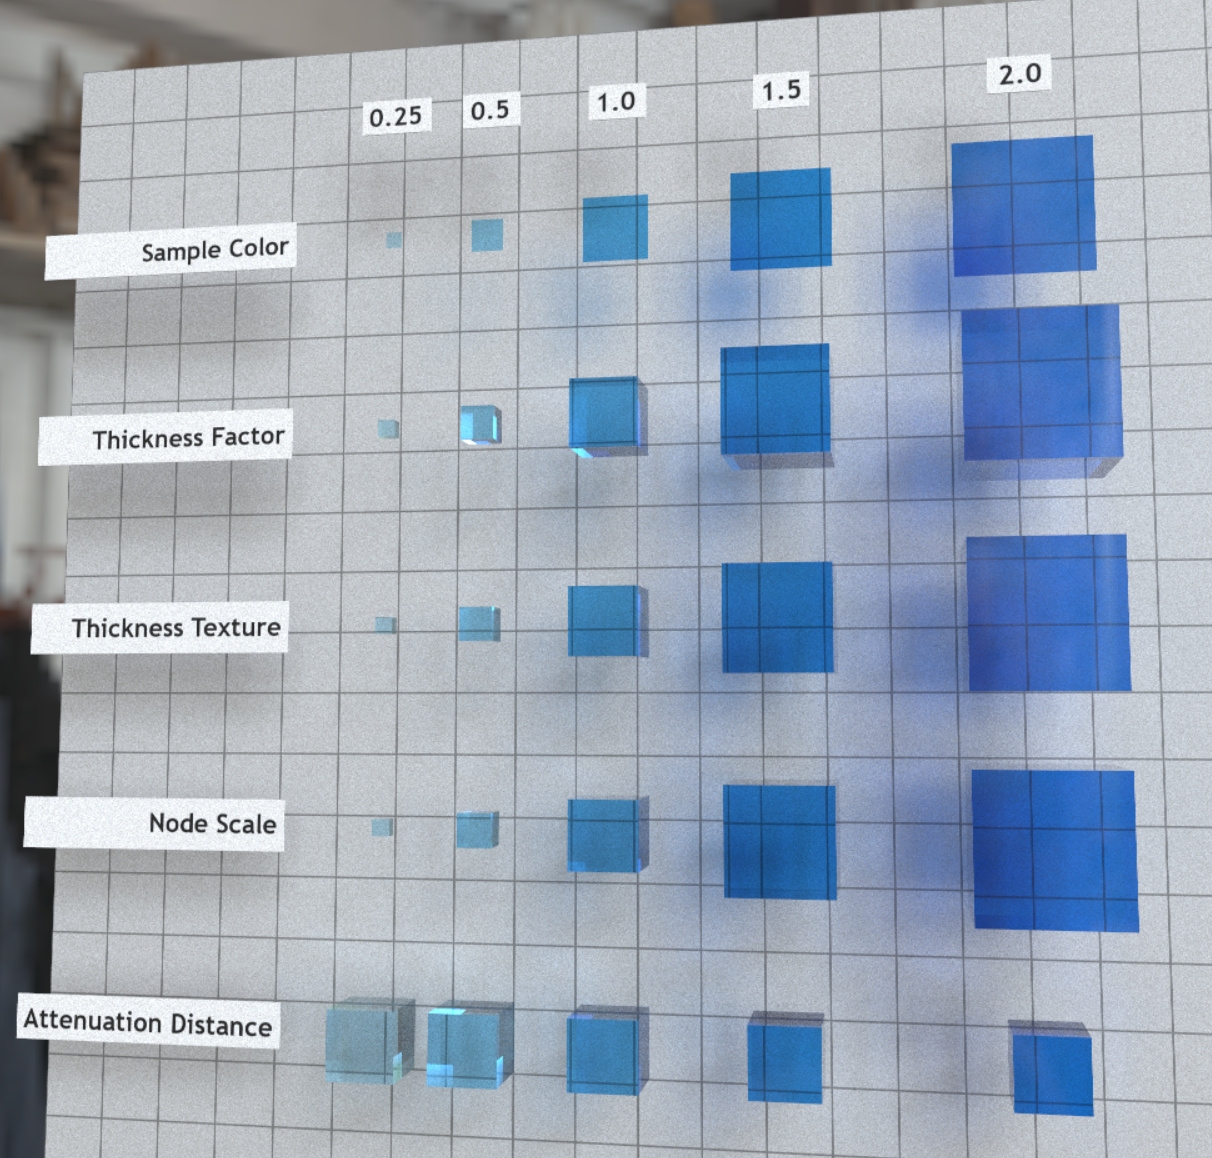 0.25 0.5 1.0 1.5 2.0
Sample Color
Thickness Factor
Thickness Texture
Node Scale
Attenuation Distance